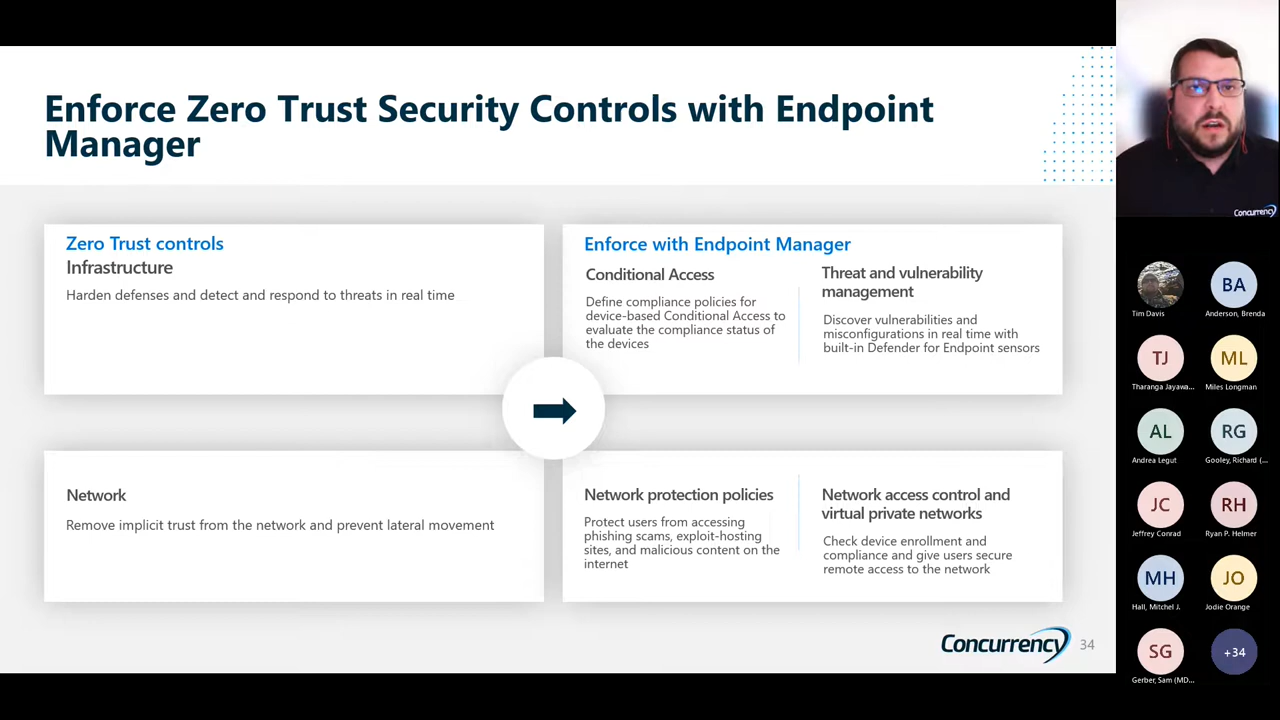 Enforce Zero Trust Security Controls with Endpoint
Manager
Zero Trust controls
Infrastructure
Harden defenses and detect and respond to threats in real time
Enforce with Endpoint Manager
Conditional Access
Define compliance policies for
device-based Conditional Access to
evaluate the compliance status of
the devices
Threat and vulnerability
management
Discover vulnerabilities and
misconfigurations in real time with
built-in Defender for Endpoint sensors
Network
Remove implicit trust from the network and prevent lateral movement
Network protection policies
Protect users from accessing
phishing scams, exploit-hosting
sites, and malicious content on the
internet
Network access control and
virtual private networks
Check device enrollment and
compliance and give users secure
remote access to the network
Concurrency
34
Concurrency
Tim Davis
BA
Anderson, Brenda
TJ
Tharanga Jayawa...
ML
Miles Longman
AL
Andrea Legut
RG
Gooley, Richard (...
JC
Jeffrey Conrad
RH
Ryan P. Helmer
MH
Hall, Mitchel J.
JO
Jodie Orange
SG
Gerber, Sam (MD...
+34